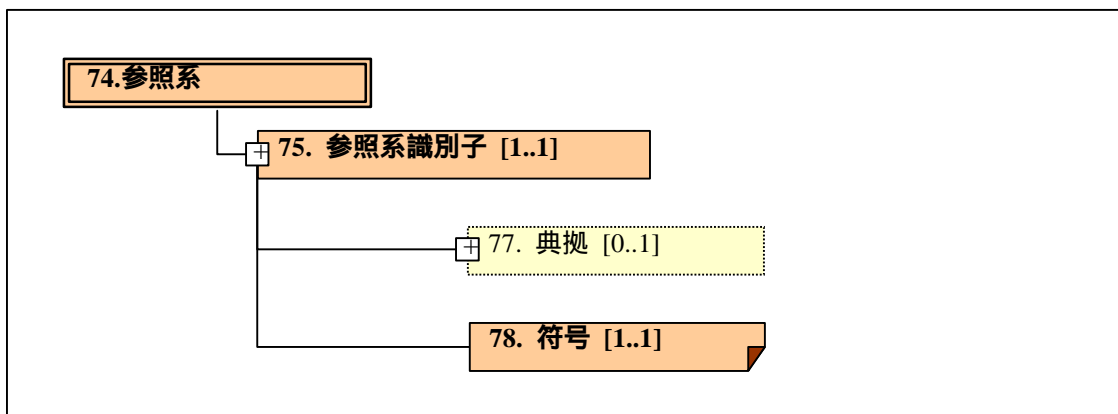 74.参照系
75. 参照系識別子 [1..1]
77. 典拠 [0..1]
78. 符号 [1..1]